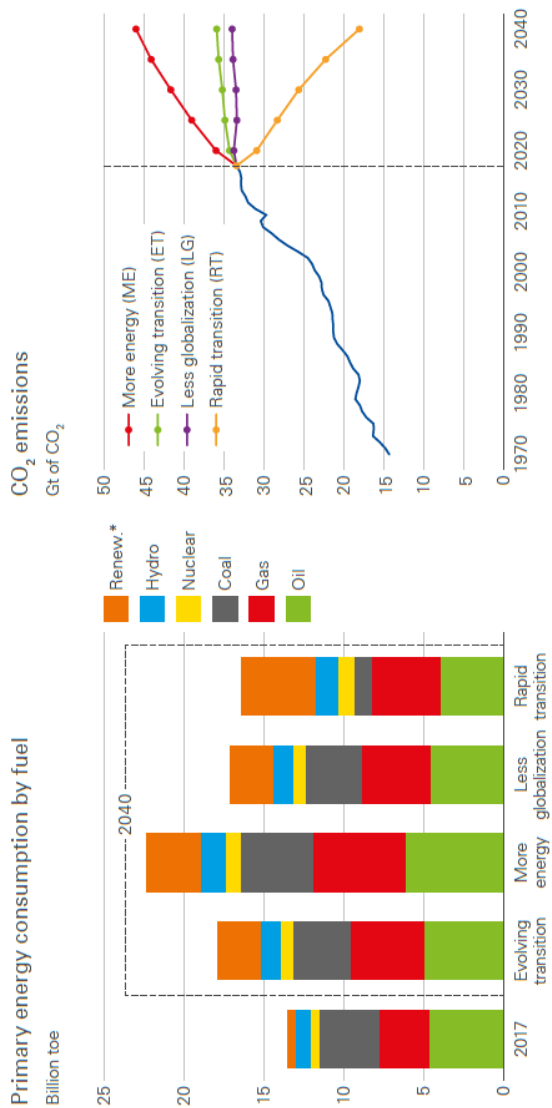 Primary energy consumption by fuel
Billion toe
25
20
15
10
5
0
2040
2017
Evolving
transition
More
energy
Less
globalization
Rapid
transition
Renew.*
Hydro
Nuclear
Coal
Gas
Oil
CO₂ emissions
Gt of CO₂
50
45
40
35
30
25
20
15
10
5
0
More energy (ME)
Evolving transition (ET)
Less globalization (LG)
Rapid transition (RT)
1970
1980
1990
2000
2010
2020
2030
2040